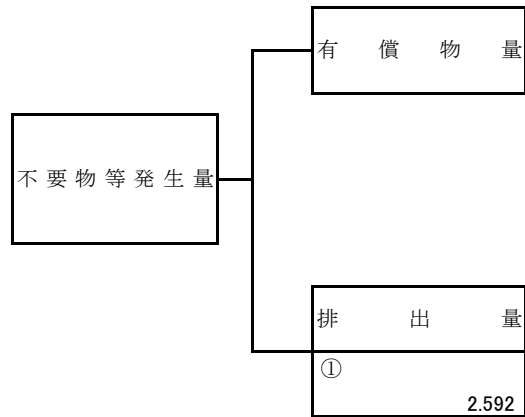 有償物量
不要物等発生量
排出量
①
2.592